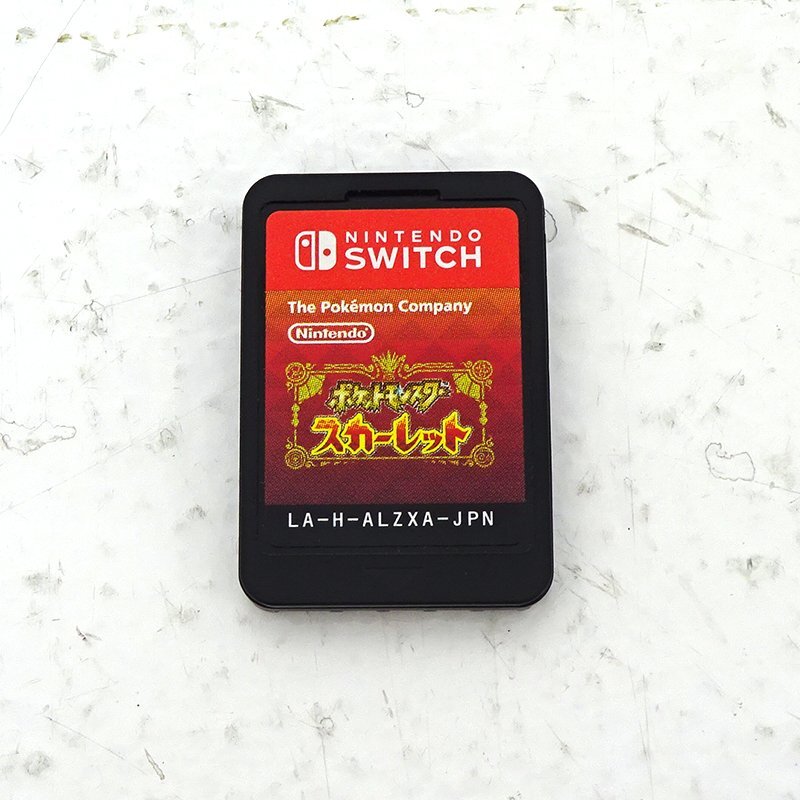 NINTENDO
SWITCH
The Pokémon Company
Nintendo
ポケットモンスター
スカーレット
LA-H-ALZXA-JPN